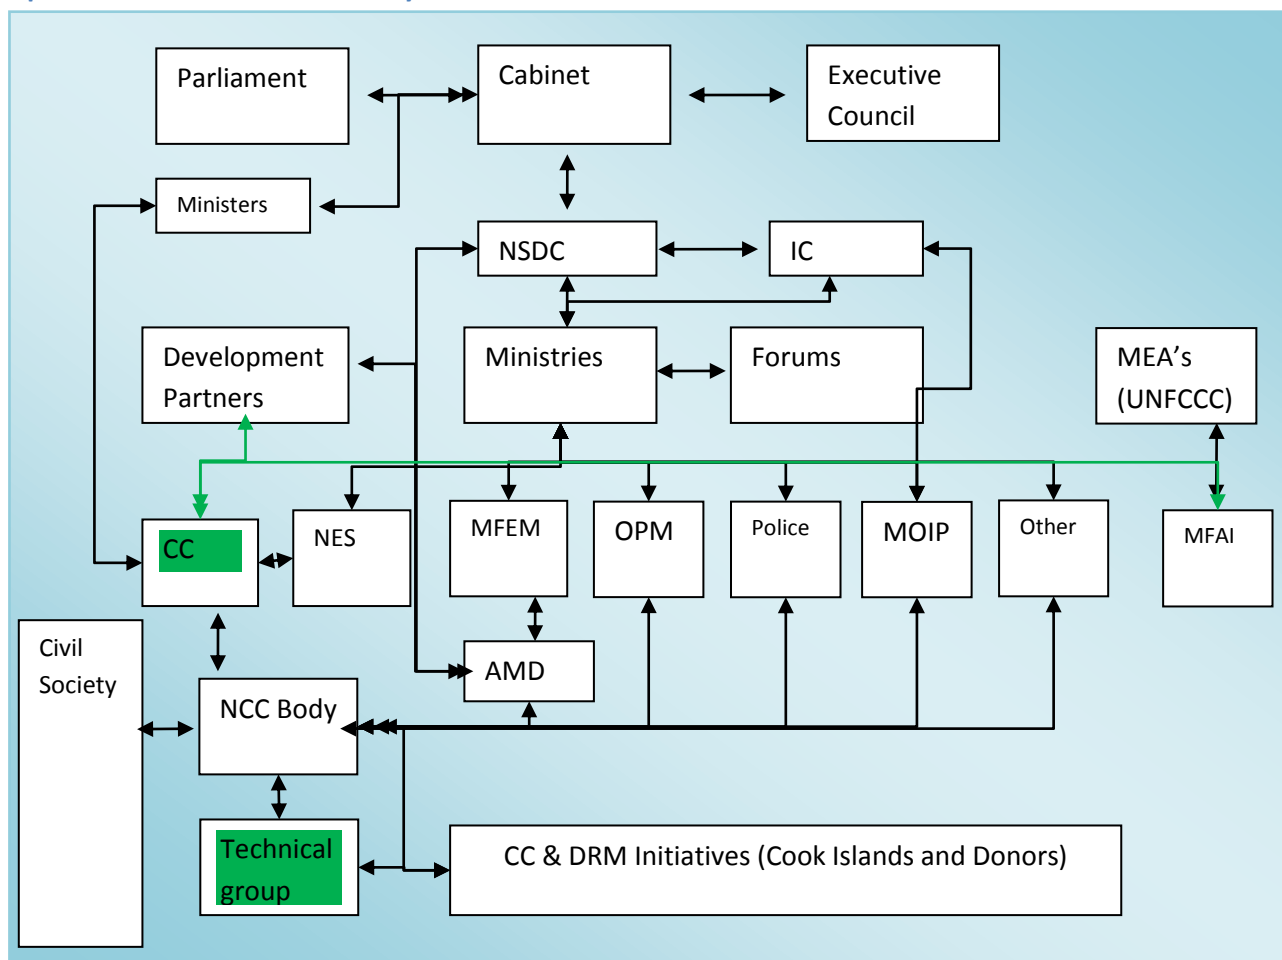 Parliament
Cabinet
Executive
Council
Ministers
NSDC
IC
Development
Partners
Ministries
Forums
MEA’s
(UNFCCC)
CC
NES
MFEM
OPM
Police
MOIP
Other
MFAI
Civil
Society
AMD
NCC Body
Technical
group
CC & DRM Initiatives (Cook Islands and Donors)